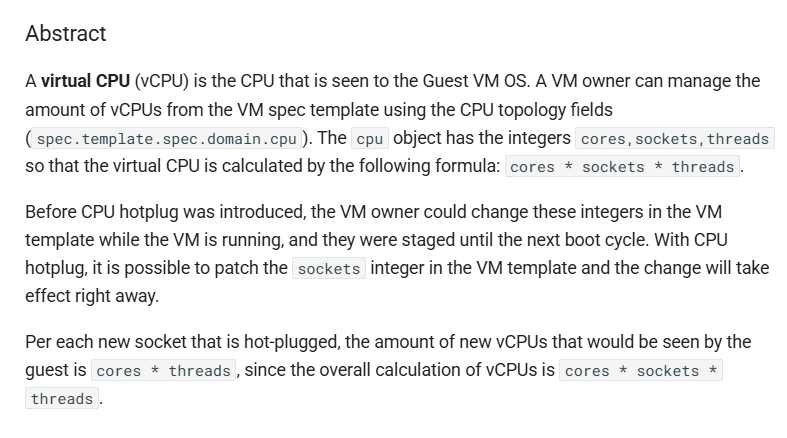 Abstract
A virtual CPU (vCPU) is the CPU that is seen to the Guest VM OS. A VM owner can manage the
amount of vCPUs from the VM spec template using the CPU topology fields
(spec.template.spec.domain.cpu). The cpu object has the integers cores,sockets,threads
so that the virtual CPU is calculated by the following formula: cores * sockets * threads.
Before CPU hotplug was introduced, the VM owner could change these integers in the VM
template while the VM is running, and they were staged until the next boot cycle. With CPU
hotplug, it is possible to patch the sockets integer in the VM template and the change will take
effect right away.
Per each new socket that is hot-plugged, the amount of new vCPUs that would be seen by the
guest is cores * threads, since the overall calculation of vCPUs is cores * sockets *
threads.